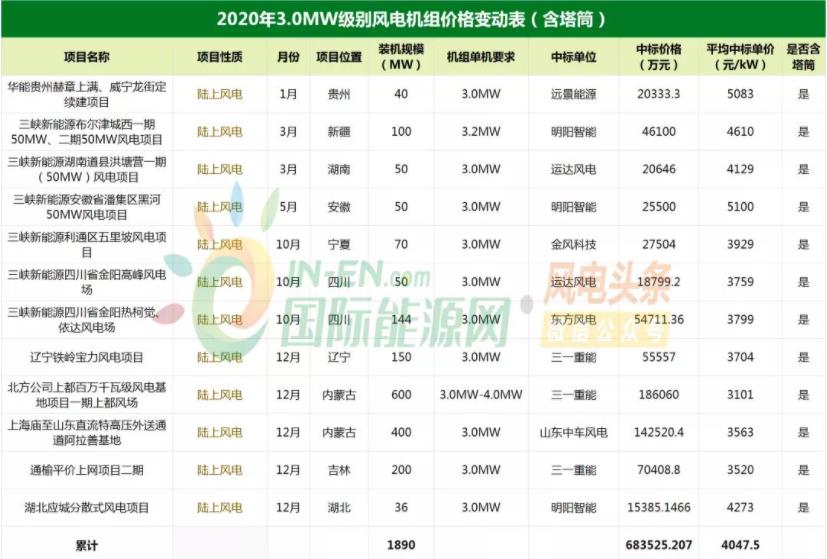 2020年3.0MW级别风电机组价格变动表（含塔筒）
项目名称 项目性质 月份 项目位置 装机规模（MW） 机组单机要求 中标单位 中标价格（万元） 平均中标单价（元/kW） 是否含塔筒
华能贵州赫章上满、威宁龙街定续建项目 陆上风电 1月 贵州 40 3.0MW 远景能源 20333.3 5083 是
三峡新能源布尔津城西一期50MW、二期50MW风电项目 陆上风电 3月 新疆 100 3.2MW 明阳智能 46100 4610 是
三峡新能源湖南道县洪塘营一期（50MW）风电项目 陆上风电 3月 湖南 50 3.0MW 运达风电 20646 4129 是
三峡新能源安徽省潘集区黑河50MW风电项目 陆上风电 5月 安徽 50 3.0MW 明阳智能 25500 5100 是
三峡新能源利通区五里坡风电项目 陆上风电 10月 宁夏 70 3.0MW 金风科技 27504 3929 是
三峡新能源四川省金阳高峰风电场 陆上风电 10月 四川 50 3.0MW 运达风电 18799.2 3759 是
三峡新能源四川省金阳热柯觉、依达风电场 陆上风电 10月 四川 144 3.0MW 东方风电 54711.36 3799 是
辽宁铁岭宝力风电项目 陆上风电 12月 辽宁 150 3.0MW 三一重能 55557 3704 是
北方公司上都百万千瓦级风电基地项目一期上都风场 陆上风电 12月 内蒙古 600 3.0MW-4.0MW 三一重能 186060 3101 是
上海庙至山东直流特高压外送通道阿拉善基地 陆上风电 12月 内蒙古 400 3.0MW 山东中车风电 142520.4 3563 是
通榆平价上网项目二期 陆上风电 12月 吉林 200 3.0MW 三一重能 70408.8 3520 是
湖北应城分散式风电项目 陆上风电 12月 湖北 36 3.0MW 明阳智能 15385.1466 4273 是
累计 1890 683525.207 4047.5
IN-EN.com
国际能源网
风电头条
微信公众号